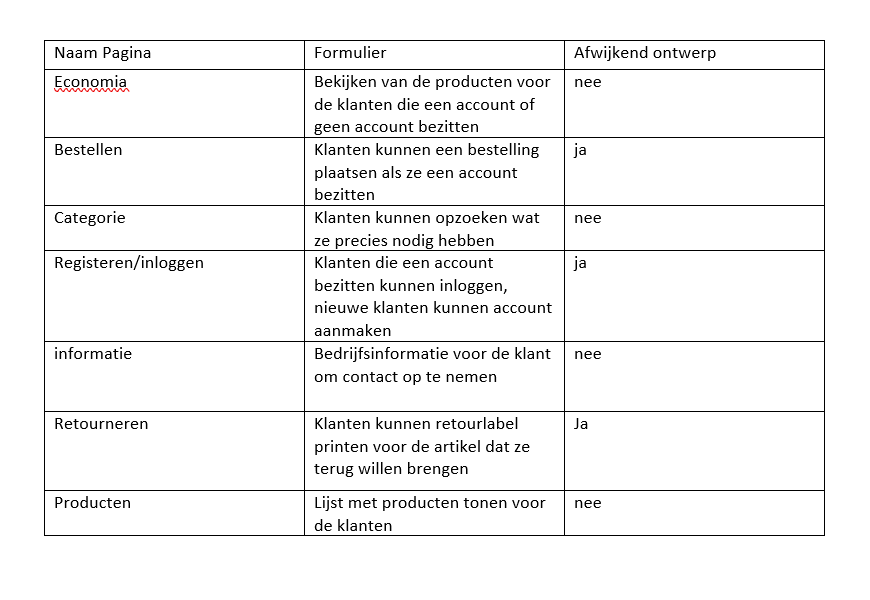 Naam Pagina Formulier Afwijkend ontwerp
Economia Bekijken van de producten voor nee
de klanten die een account of
geen account bezitten
Bestellen Klanten kunnen een bestelling ja
plaatsen als ze een account
bezitten
Categorie Klanten kunnen opzoeken wat nee
ze precies nodig hebben
Registeren/inloggen Klanten die een account ja
bezitten kunnen inloggen,
nieuwe klanten kunnen account
aanmaken
informatie Bedrijfsinformatie voor de klant nee
om contact op te nemen
Retourneren Klanten kunnen retourlabel Ja
printen voor de artikel dat ze
terug willen brengen
Producten Lijst met producten tonen voor nee
de klanten